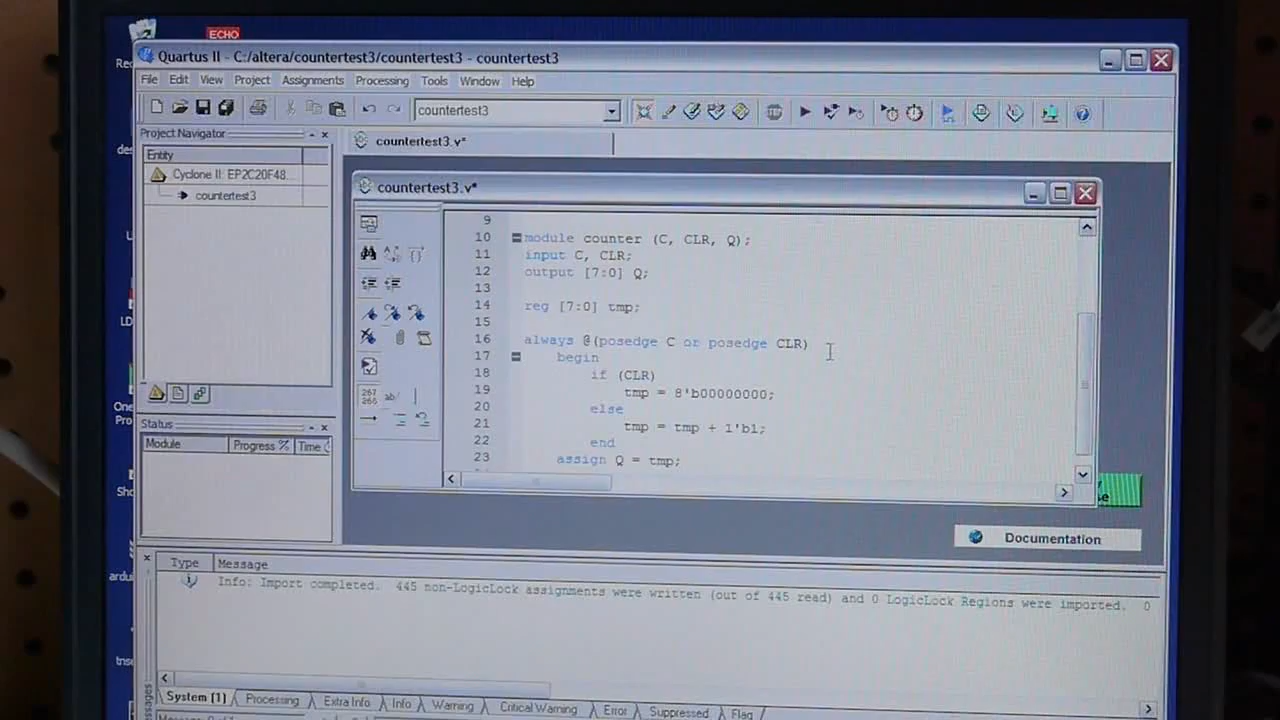 ECHO
Quartus II - C:/altera/countertest3/countertest3 - countertest3
File Edit View Project Assignments Processing Tools Window Help
countertest3
Project Navigator
countertest3.v*
Entity
Cyclone II: EP2C20F48...
countertest3
countertest3.v*
9
10 module counter (C, CLR, Q);
11 input C, CLR;
12 output [7:0] Q;
13
14 reg [7:0] tmp;
15
16 always @(posedge C or posedge CLR)
17 begin
18 if (CLR)
19 tmp = 8'b00000000;
20 else
21 tmp = tmp + 1'b1;
22 end
23 assign Q = tmp;
267
268
ab/
Status
Module Progress % Time
Documentation
Type Message
Info: Import completed. 445 non-LogicLock assignments were written (out of 445 read) and 0 LogicLock Regions were imported. 0
System [1] Processing Extra Info Info Warning Critical Warning Error Suppressed Flag